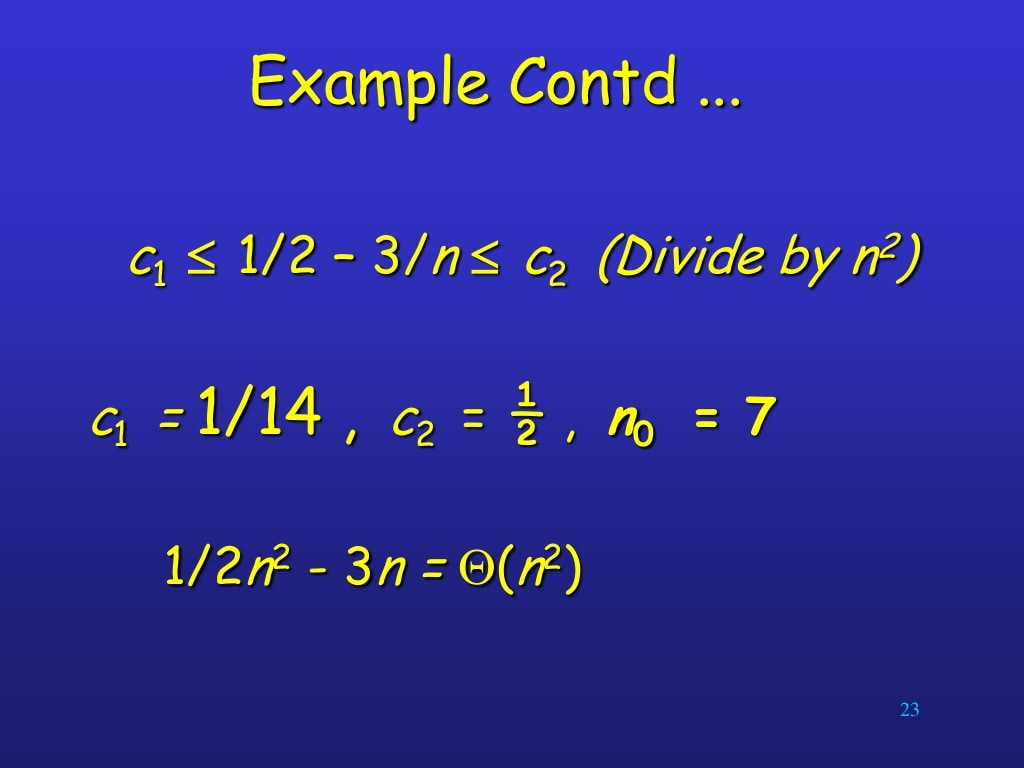 Example Contd ...
c₁ ≤ 1/2 – 3/n ≤ c₂ (Divide by n²)
c₁ = 1/14 , c₂ = ½ , n₀ = 7
1/2n² - 3n = Θ(n²)
23